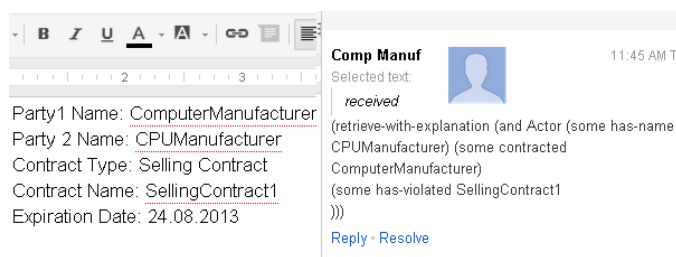 B I U A A
2 3
Party1 Name: ComputerManufacturer
Party 2 Name: CPUManufacturer
Contract Type: Selling Contract
Contract Name: SellingContract1
Expiration Date: 24.08.2013
Comp Manuf 11:45 AM T
Selected text:
received
(retrieve-with-explanation (and Actor (some has-name
CPUManufacturer) (some contracted
ComputerManufacturer)
(some has-violated SellingContract1
)))
Reply • Resolve